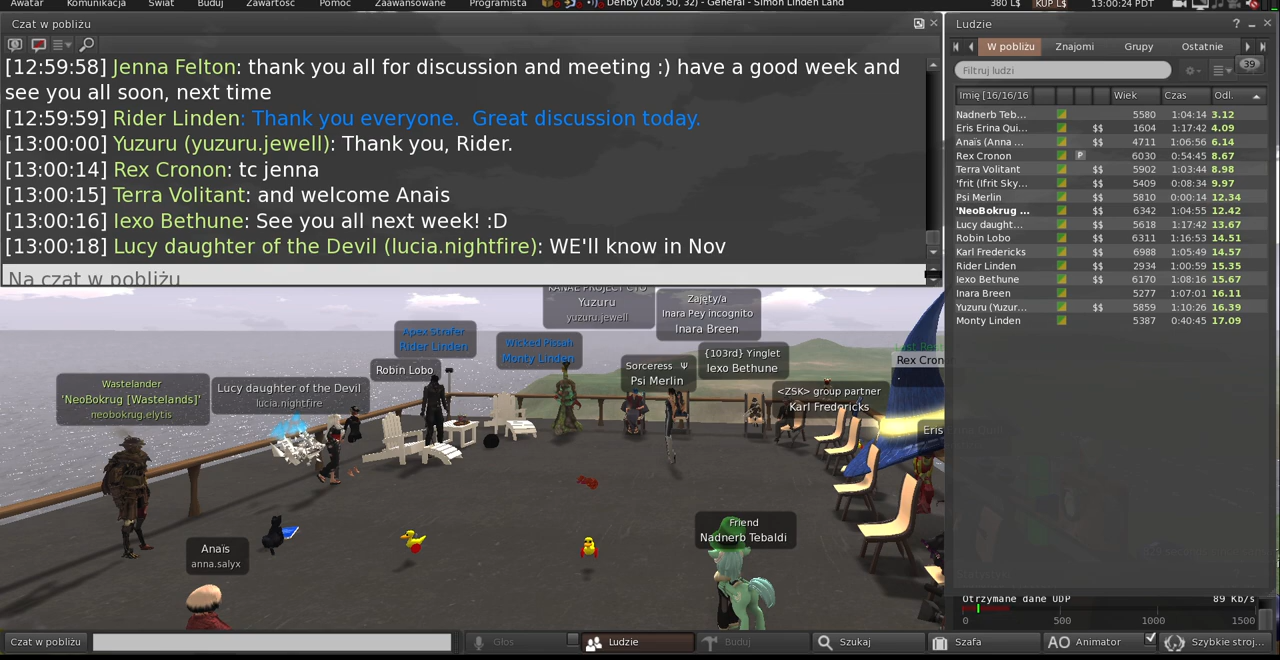 Awatar Komunikacja Świat Buduj Zawartość Pomoc Zaawansowane Programista Denby (208, 50, 32) - General - Simon Linden Land 380 L$ KUP L$ 13:00:24 PDT
Czat w pobliżu
[12:59:58] Jenna Felton: thank you all for discussion and meeting :) have a good week and
see you all soon, next time
[12:59:59] Rider Linden: Thank you everyone.  Great discussion today.
[13:00:00] Yuzuru (yuzuru.jewell): Thank you, Rider.
[13:00:14] Rex Cronon: tc jenna
[13:00:15] Terra Volitant: and welcome Anais
[13:00:16] Iexo Bethune: See you all next week! :D
[13:00:18] Lucy daughter of the Devil (lucia.nightfire): WE'll know in Nov
Na czat w pobliżu
KANAE PROJECT
Yuzuru
yuzuru.jewell
Zajęty/a
Inara Pey incognito
Inara Breen
Apex Strafer
Rider Linden
Wicked Pissah
Monty Linden
{103rd} Yinglet
Iexo Bethune
Rex Cron
Robin Lobo
Sorceress Ψ
Psi Merlin
Wastelander
'NeoBokrug [Wastelands]'
neobokrug.elytis
Lucy daughter of the Devil
lucia.nightfire
<ZSK> group partner
Karl Fredericks
Eris
Friend
Nadnerb Tebaldi
Anaïs
anna.salyx
Ludzie
W pobliżu Znajomi Grupy Ostatnie
Filtruj ludzi 39
Imię [16/16/16 Wiek Czas Odl.
Nadnerb Teb... 5580 1:04:14 3.12
Eris Erina Qui... $$ 1604 1:17:42 4.09
Anaïs (Anna ... $$ 4711 1:06:56 6.14
Rex Cronon P 6030 0:54:45 8.67
Terra Volitant $$ 5902 1:03:44 8.98
'frit (Ifrit Sky... $$ 5409 0:08:34 9.97
Psi Merlin $$ 5810 0:00:14 12.34
'NeoBokrug ... $$ 6342 1:04:55 12.42
Lucy daught... $$ 5618 1:17:42 13.67
Robin Lobo $$ 6311 1:16:53 14.51
Karl Fredericks $$ 6988 1:05:49 14.57
Rider Linden $$ 2934 1:00:59 15.35
Iexo Bethune $$ 6170 1:08:16 15.67
Inara Breen 5277 1:07:01 16.11
Yuzuru (Yuzur... $$ 5859 1:10:26 16.39
Monty Linden 5387 0:40:45 17.09
Otrzymane dane UDP 89 Kb/s
0 500 1000 1500
Czat w pobliżu Głos Ludzie Buduj Szukaj Szafa AO Animator Szybkie stroj...